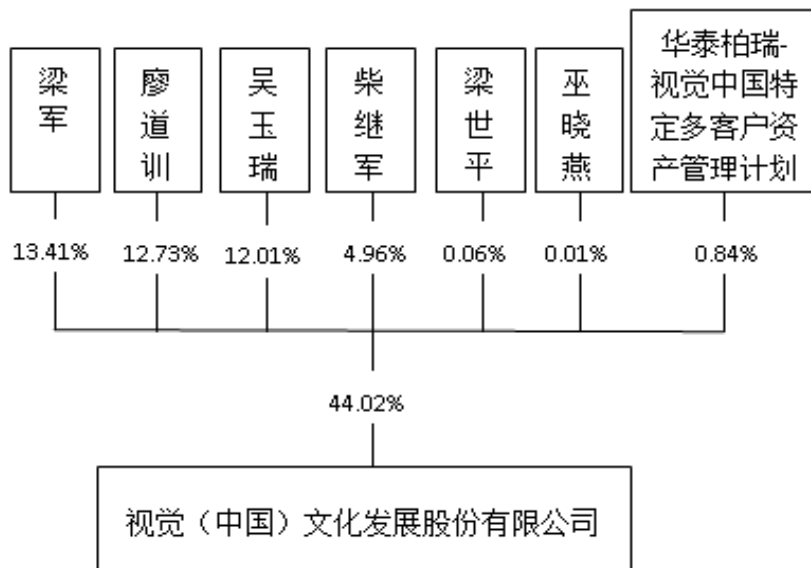 梁军
廖道训
吴玉瑞
柴继军
梁世平
巫晓燕
华泰柏瑞-
视觉中国特
定多客户资
产管理计划
13.41%
12.73%
12.01%
4.96%
0.06%
0.01%
0.84%
44.02%
视觉（中国）文化发展股份有限公司